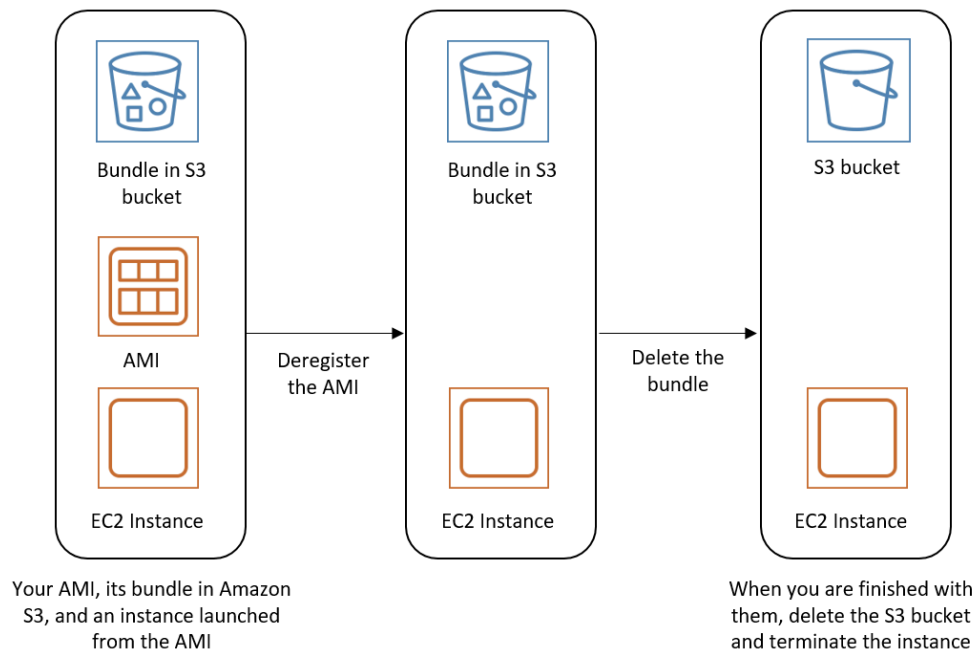 Bundle in S3
bucket
AMI
EC2 Instance
Your AMI, its bundle in Amazon
S3, and an instance launched
from the AMI
Deregister
the AMI
Bundle in S3
bucket
EC2 Instance
Delete the
bundle
S3 bucket
EC2 Instance
When you are finished with
them, delete the S3 bucket
and terminate the instance